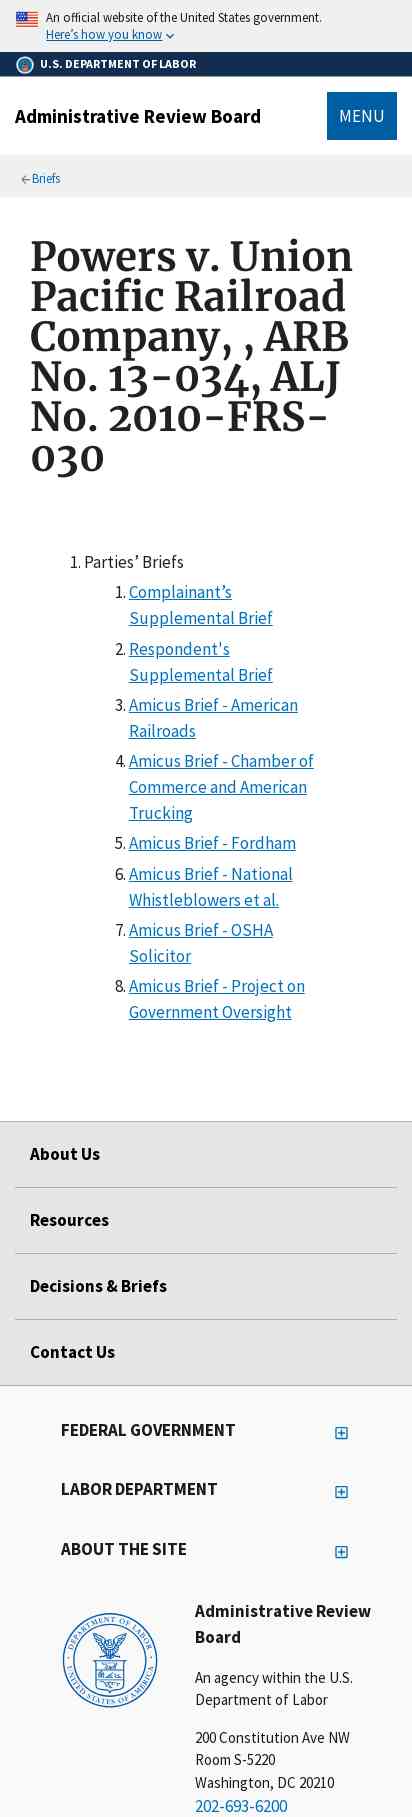 An official website of the United States government.
Here's how you know
U.S. DEPARTMENT OF LABOR
Administrative Review Board
MENU
Briefs
Powers v. Union
Pacific Railroad
Company, , ARB
No. 13-034, ALJ
No. 2010-FRS-
030
1. Parties’ Briefs
1. Complainant’s
Supplemental Brief
2. Respondent's
Supplemental Brief
3. Amicus Brief - American
Railroads
4. Amicus Brief - Chamber of
Commerce and American
Trucking
5. Amicus Brief - Fordham
6. Amicus Brief - National
Whistleblowers et al.
7. Amicus Brief - OSHA
Solicitor
8. Amicus Brief - Project on
Government Oversight
About Us
Resources
Decisions & Briefs
Contact Us
FEDERAL GOVERNMENT
LABOR DEPARTMENT
ABOUT THE SITE
DEPARTMENT OF LABOR
UNITED STATES OF AMERICA
Administrative Review
Board
An agency within the U.S.
Department of Labor
200 Constitution Ave NW
Room S-5220
Washington, DC 20210
202-693-6200